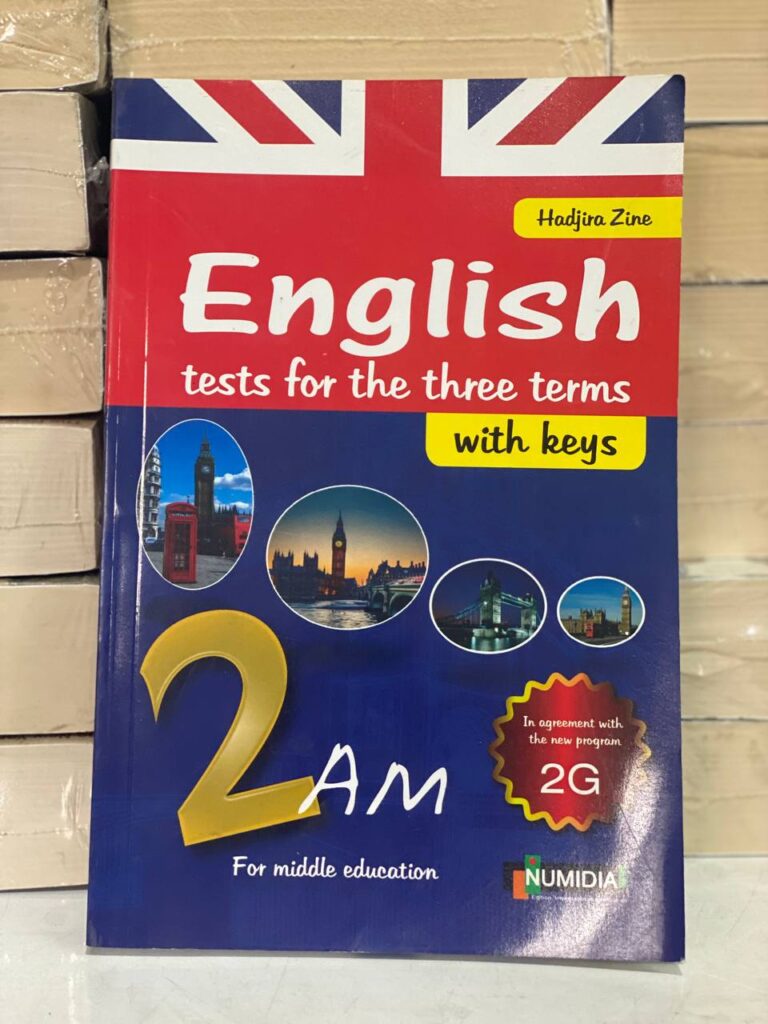 Hadjira Zine
English
tests for the three terms
with keys
In agreement with
the new program
2G
2AM
For middle education
NUMIDIA